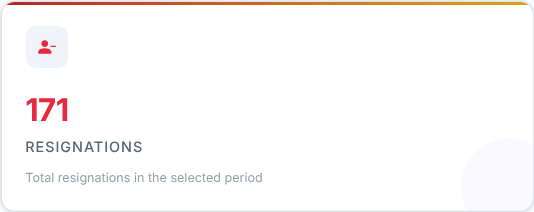 171
RESIGNATIONS
Total resignations in the selected period